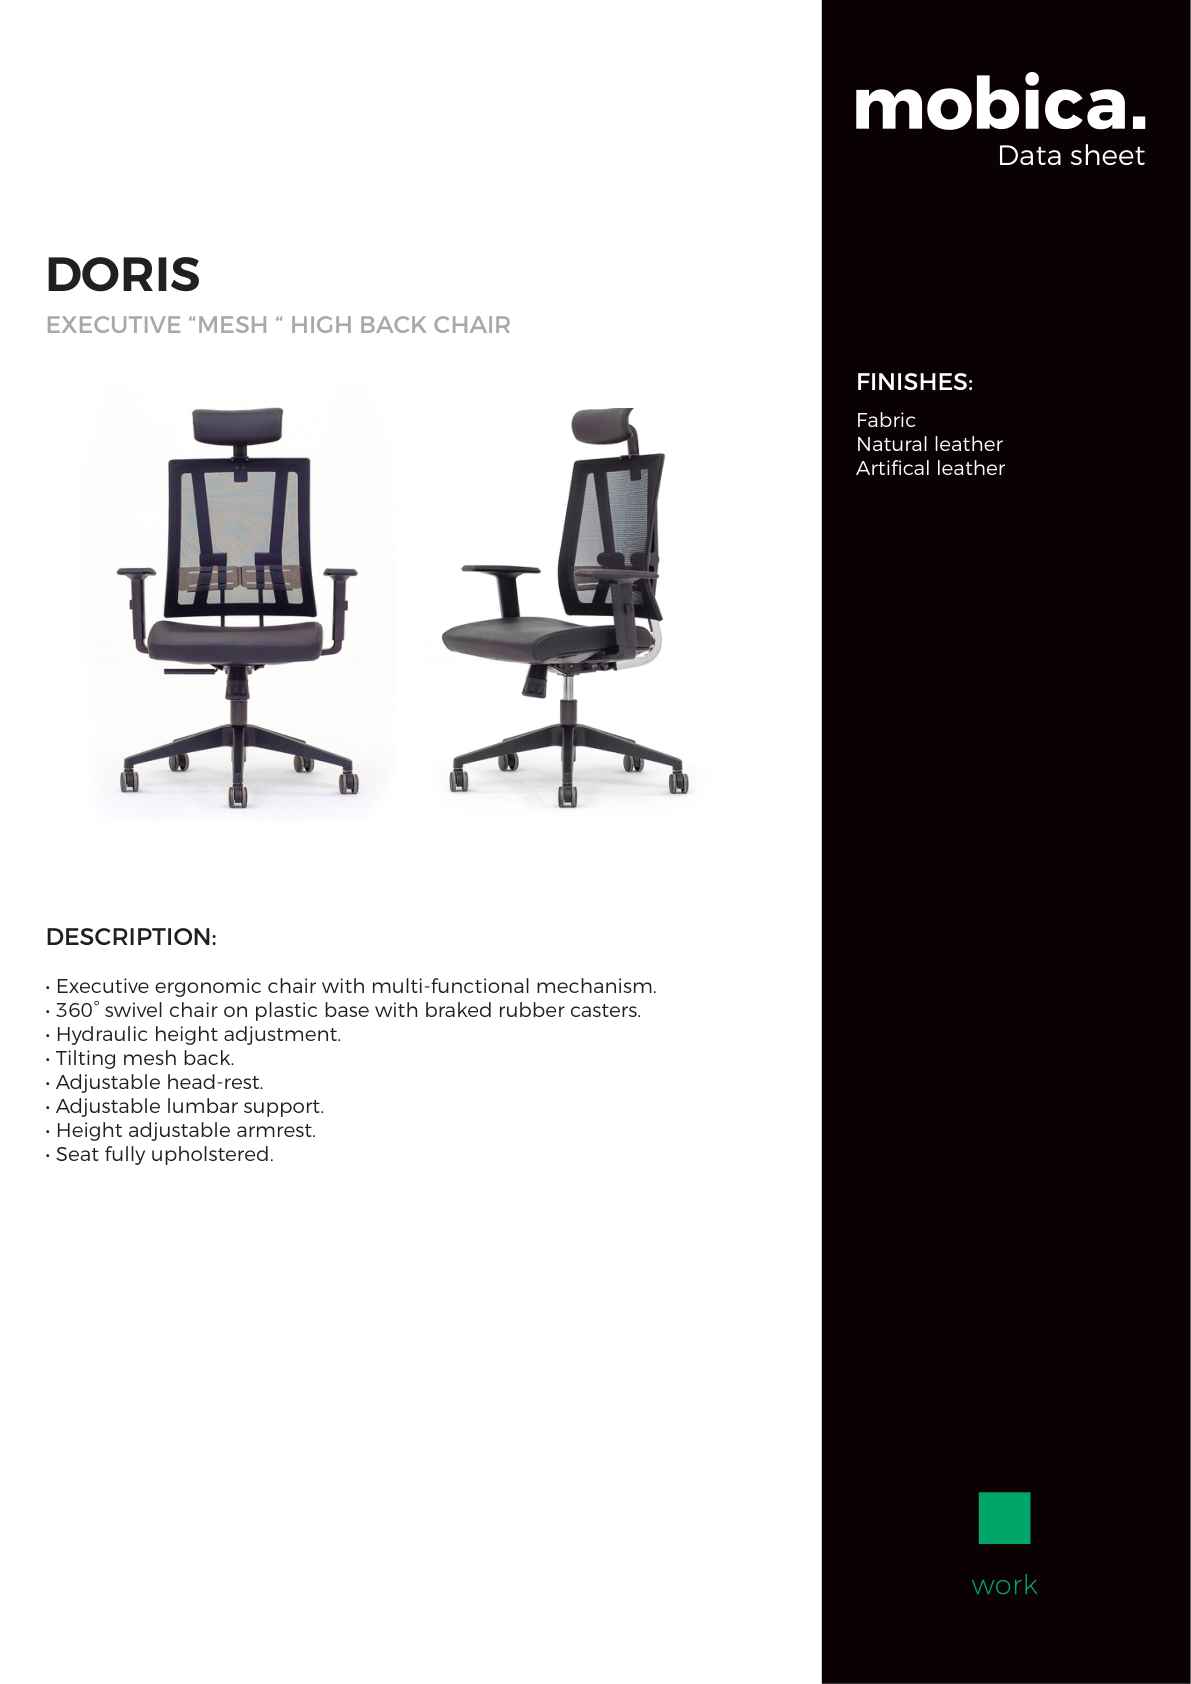 mobica.
Data sheet
DORIS
EXECUTIVE “MESH “ HIGH BACK CHAIR
FINISHES:
Fabric
Natural leather
Artifical leather
DESCRIPTION:
• Executive ergonomic chair with multi-functional mechanism.
• 360° swivel chair on plastic base with braked rubber casters.
• Hydraulic height adjustment.
• Tilting mesh back.
• Adjustable head-rest.
• Adjustable lumbar support.
• Height adjustable armrest.
• Seat fully upholstered.
work